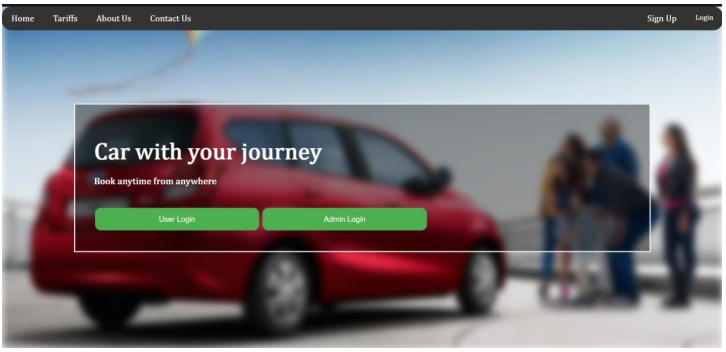 Home Tariffs About Us Contact Us Sign Up Login
Car with your journey
Book anytime from anywhere
User Login Admin Login